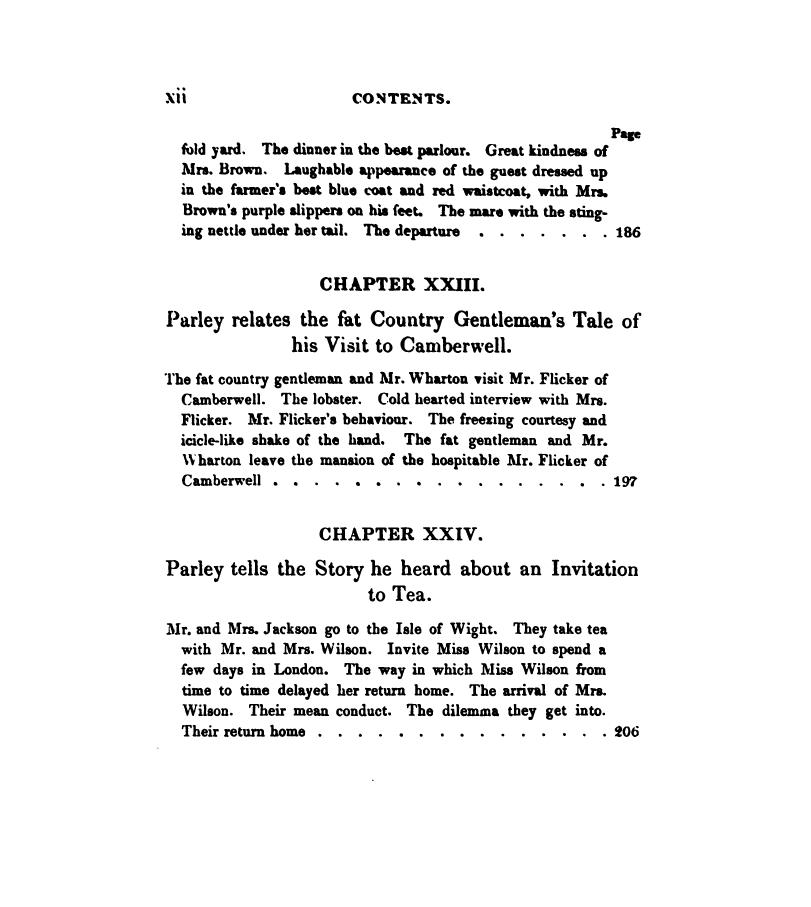 xii CONTENTS.
Page
fold yard. The dinner in the best parlour. Great kindness of
Mrs. Brown. Laughable appearance of the guest dressed up
in the farmer's best blue coat and red waistcoat, with Mrs.
Brown's purple slippers on his feet. The mare with the sting-
ing nettle under her tail. The departure . . . . . . . 186
CHAPTER XXIII.
Parley relates the fat Country Gentleman's Tale of
his Visit to Camberwell.
The fat country gentleman and Mr. Wharton visit Mr. Flicker of
Camberwell. The lobster. Cold hearted interview with Mrs.
Flicker. Mr. Flicker's behaviour. The freezing courtesy and
icicle-like shake of the hand. The fat gentleman and Mr.
Wharton leave the mansion of the hospitable Mr. Flicker of
Camberwell . . . . . . . . . . . . . . . . . 197
CHAPTER XXIV.
Parley tells the Story he heard about an Invitation
to Tea.
Mr. and Mrs. Jackson go to the Isle of Wight. They take tea
with Mr. and Mrs. Wilson. Invite Miss Wilson to spend a
few days in London. The way in which Miss Wilson from
time to time delayed her return home. The arrival of Mrs.
Wilson. Their mean conduct. The dilemma they get into.
Their return home . . . . . . . . . . . . . . . 206